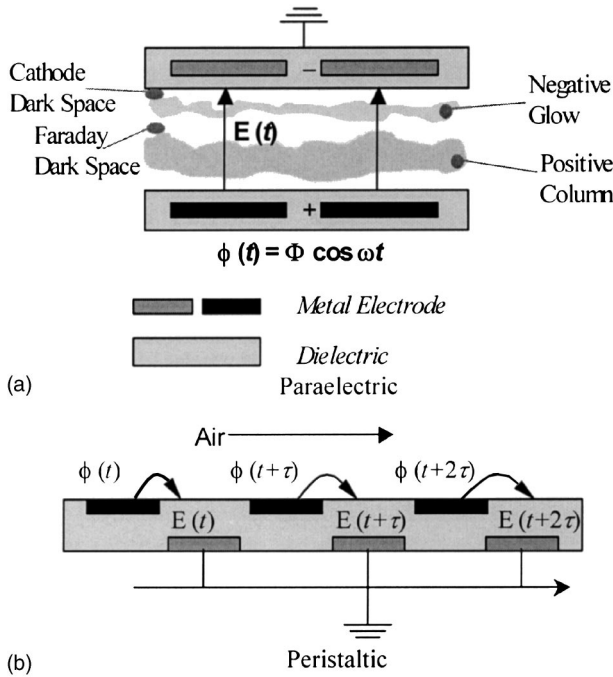 Cathode
Dark Space
Faraday
Dark Space
–
E (t)
Negative
Glow
Positive
Column
+
ϕ (t) = Φ cos ωt
Metal Electrode
Dielectric
(a)
Paraelectric
Air
ϕ (t)
ϕ (t+τ)
ϕ (t+2τ)
E (t)
E (t+τ)
E (t+2τ)
(b)
Peristaltic